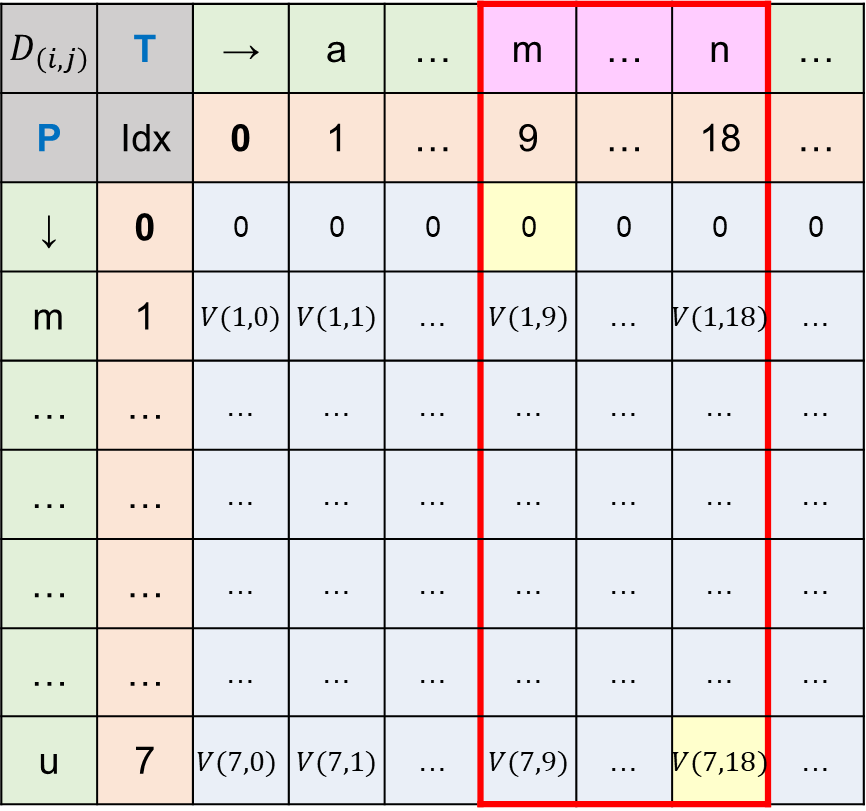 D(i,j) T → a … m … n …
P Idx 0 1 … 9 … 18 …
↓ 0 0 0 0 0 0 0 0
m 1 V(1,0) V(1,1) … V(1,9) … V(1,18) …
… … … … … … … … …
… … … … … … … … …
… … … … … … … … …
… … … … … … … … …
u 7 V(7,0) V(7,1) … V(7,9) … V(7,18) …